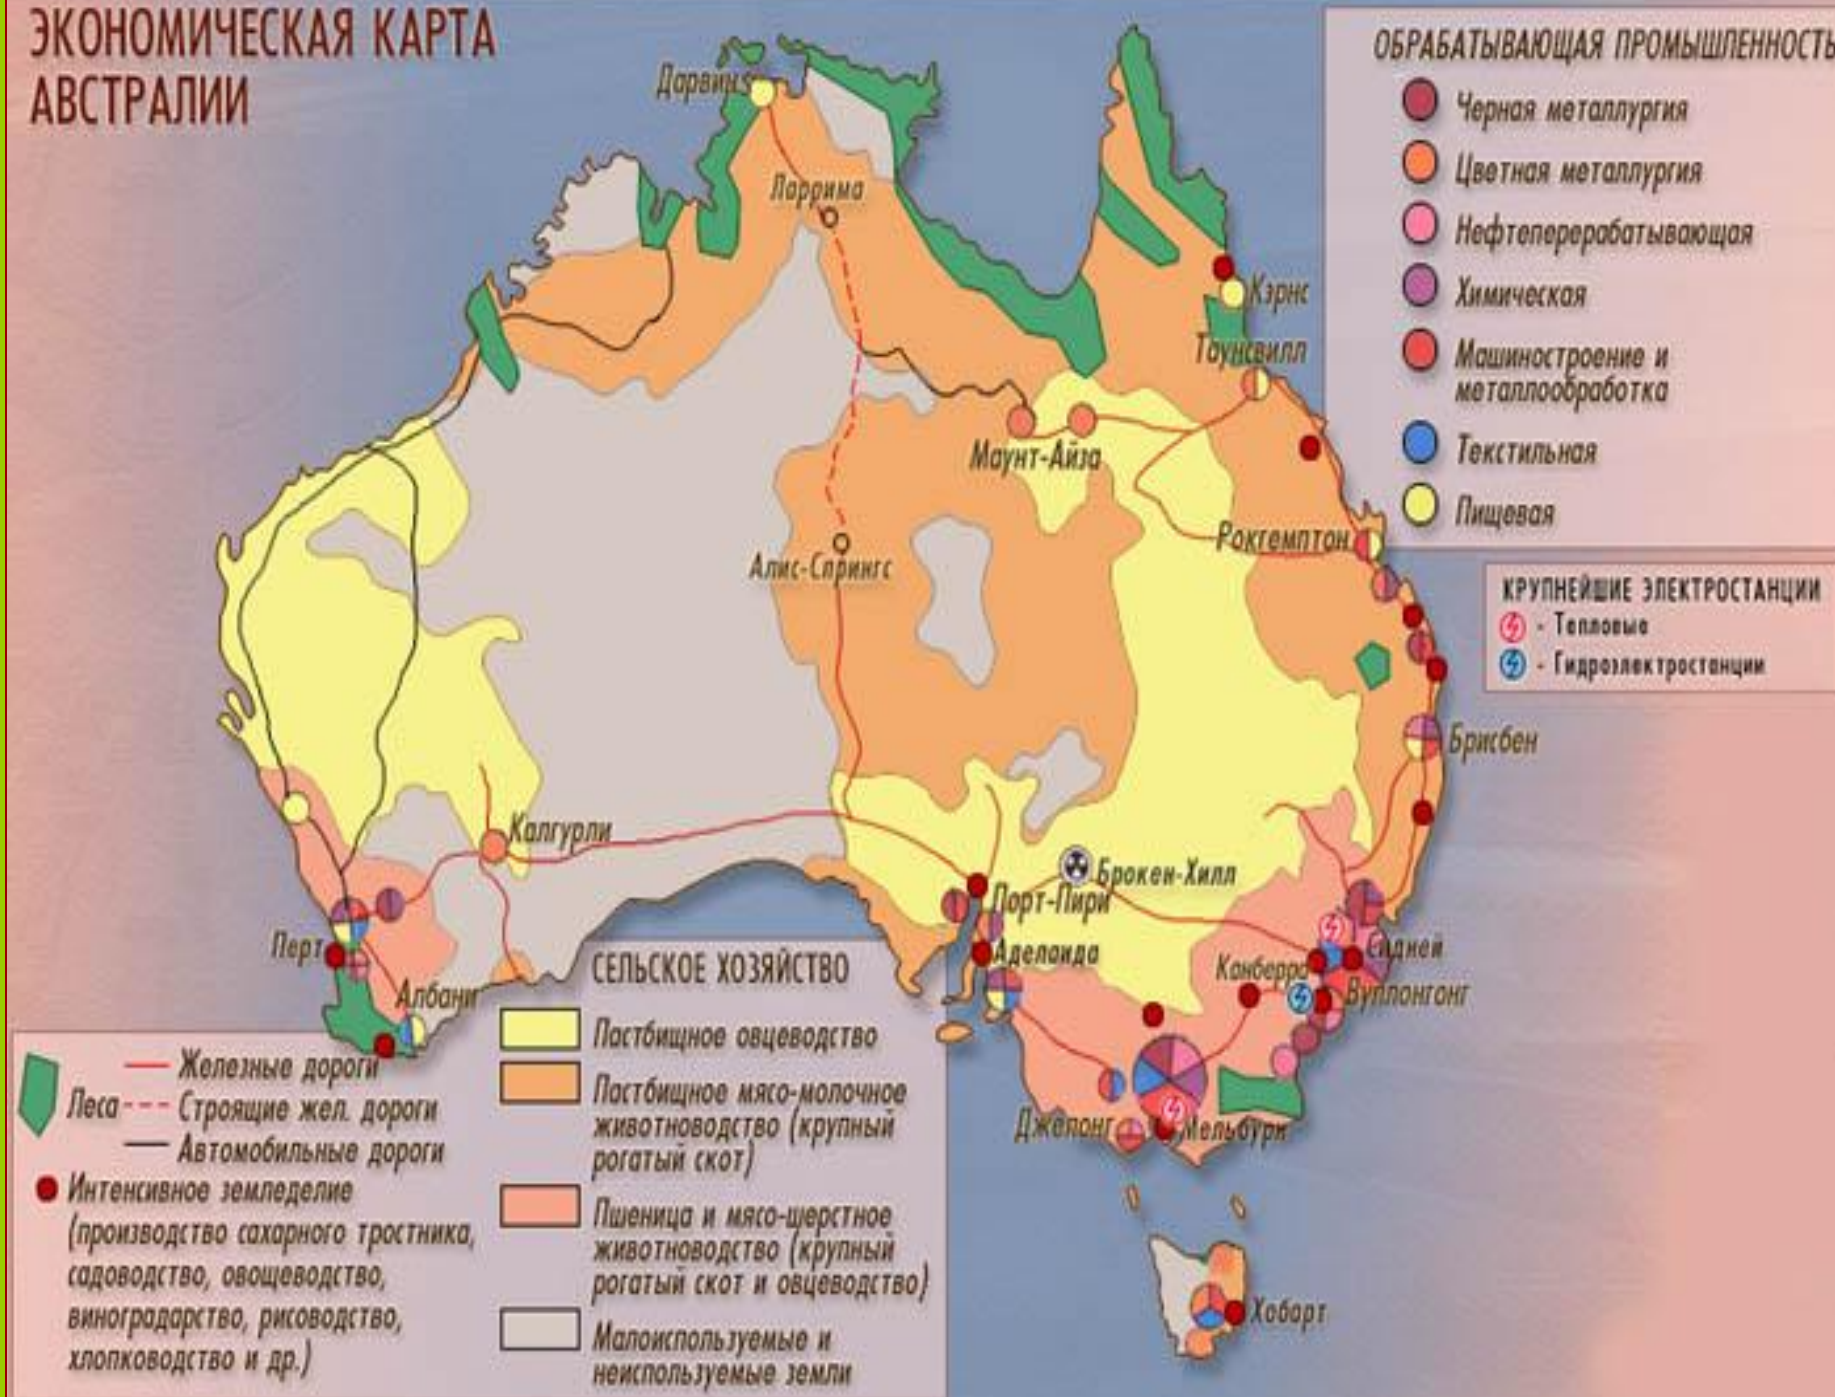 ЭКОНОМИЧЕСКАЯ КАРТА
АВСТРАЛИИ
ОБРАБАТЫВАЮЩАЯ ПРОМЫШЛЕННОСТЬ
Черная металлургия
Цветная металлургия
Нефтеперерабатывающая
Химическая
Машиностроение и
металлообработка
Текстильная
Пищевая
КРУПНЕЙШИЕ ЭЛЕКТРОСТАНЦИИ
- Тепловые
- Гидроэлектростанции
Дарвин
Ларрима
Кэрнс
Таунсвилл
Маунт-Айза
Рокгемптон
Алис-Спрингс
Брисбен
Калгурли
Брокен-Хилл
Порт-Пири
Перт
Аделаида
Сидней
Канберра
Вуллонгонг
Албани
Джелонг
Мельбурн
Хобарт
СЕЛЬСКОЕ ХОЗЯЙСТВО
Пастбищное овцеводство
Пастбищное мясо-молочное
животноводство (крупный
рогатый скот)
Пшеница и мясо-шерстное
животноводство (крупный
рогатый скот и овцеводство)
Малоиспользуемые и
неиспользуемые земли
Железные дороги
Леса
Строящие жел. дороги
Автомобильные дороги
Интенсивное земледелие
(производство сахарного тростника,
садоводство, овощеводство,
виноградарство, рисоводство,
хлопководство и др.)